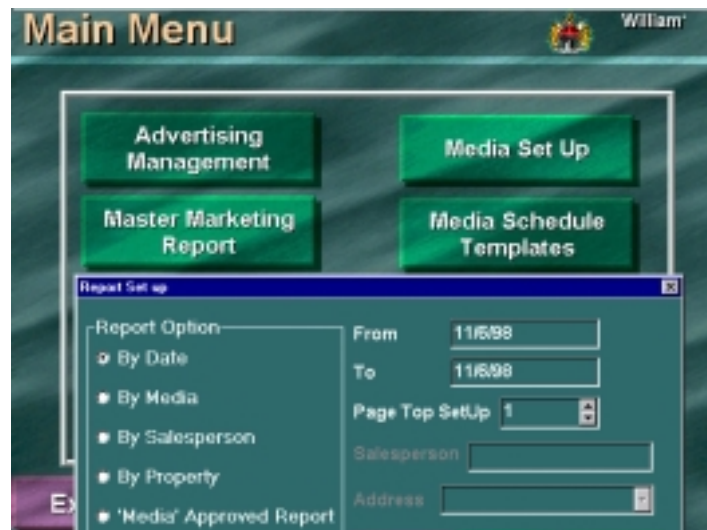 Main Menu
William'
Advertising
Management
Media Set Up
Master Marketing
Report
Media Schedule
Templates
Report Set up
Report Option
By Date
By Media
By Salesperson
By Property
'Media' Approved Report
From 11/6/98
To 11/6/98
Page Top SetUp 1
Salesperson
Address